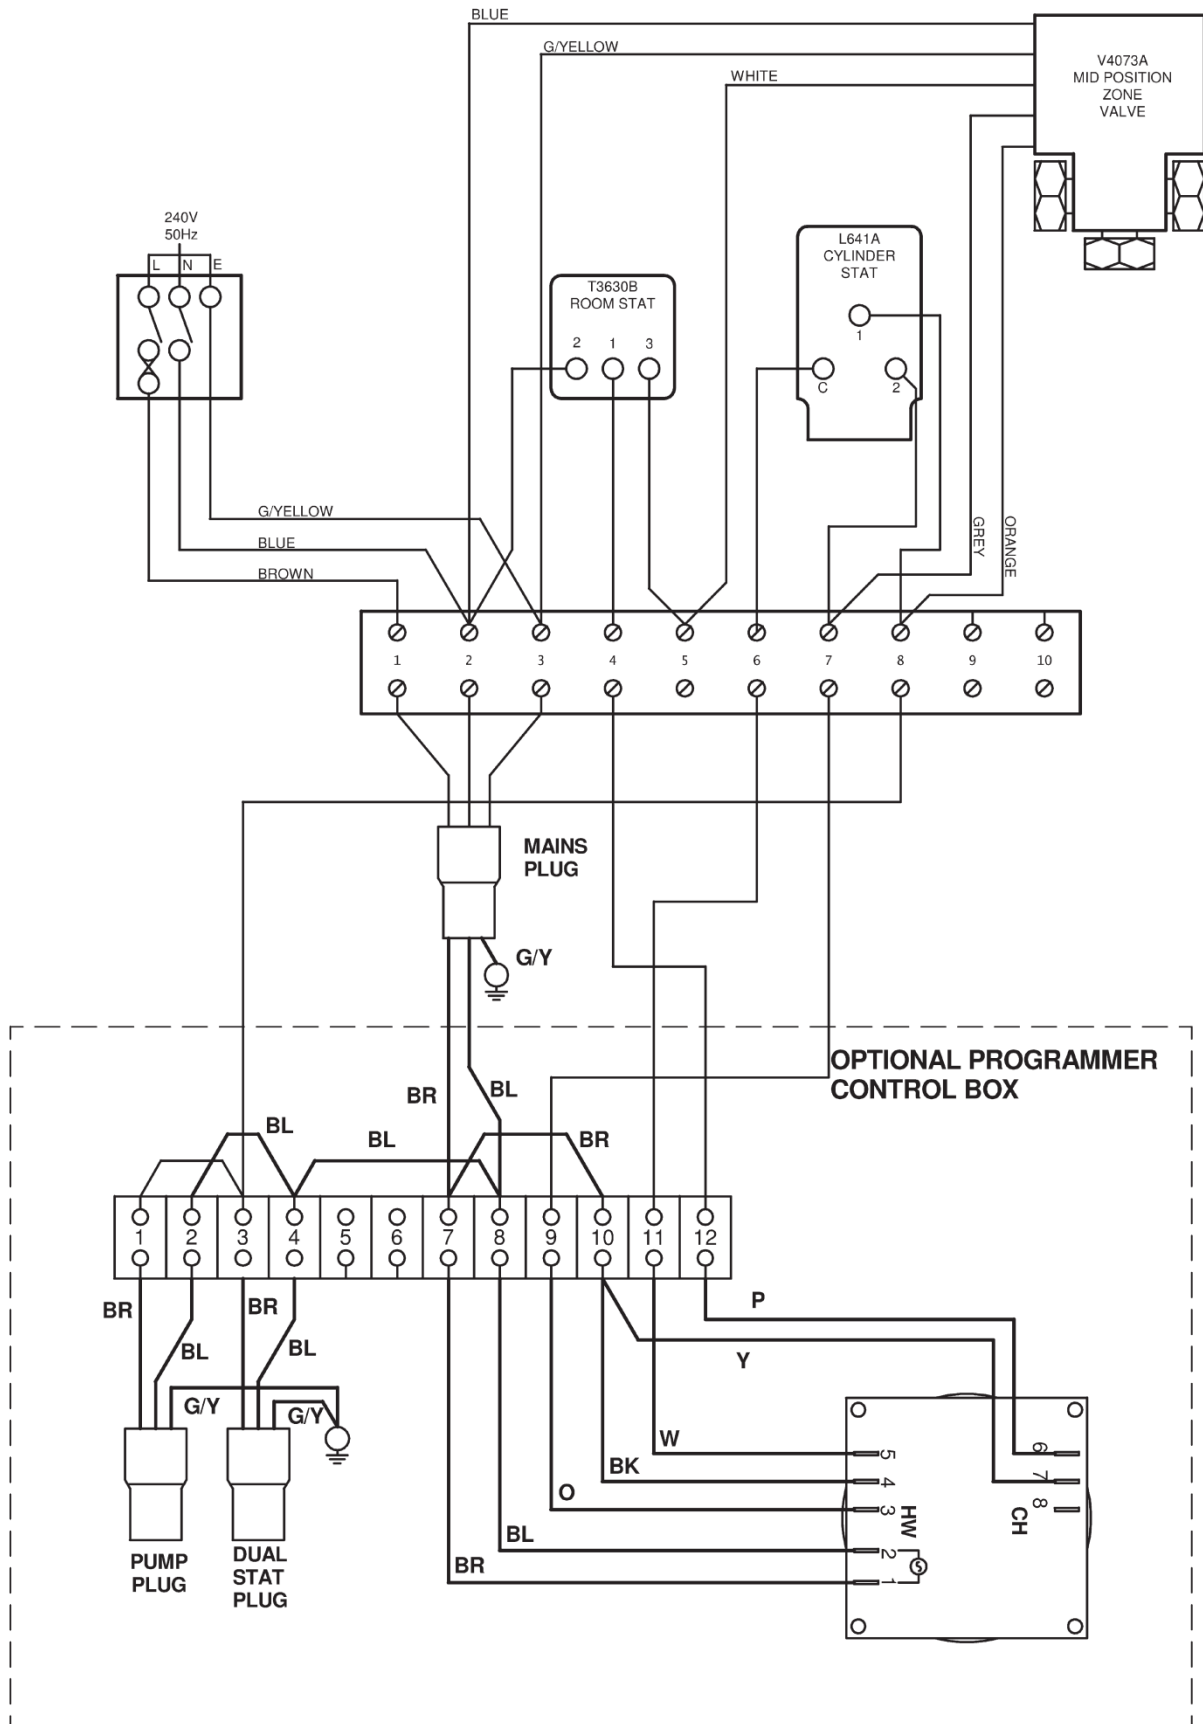 BLUE
G/YELLOW
WHITE
V4073A
MID POSITION
ZONE
VALVE
240V
50Hz
L N E
T3630B
ROOM STAT
2 1 3
L641A
CYLINDER
STAT
1
C 2
G/YELLOW
BLUE
BROWN
GREY
ORANGE
1 2 3 4 5 6 7 8 9 10
MAINS
PLUG
G/Y
OPTIONAL PROGRAMMER
CONTROL BOX
BR
BL
BL
BL
BR
1 2 3 4 5 6 7 8 9 10 11 12
BR
BL
BR
BL
P
Y
G/Y
G/Y
W
BK
O
BL
BR
5
4
3
2
1
HW
S
6
7
8
CH
PUMP
PLUG
DUAL
STAT
PLUG